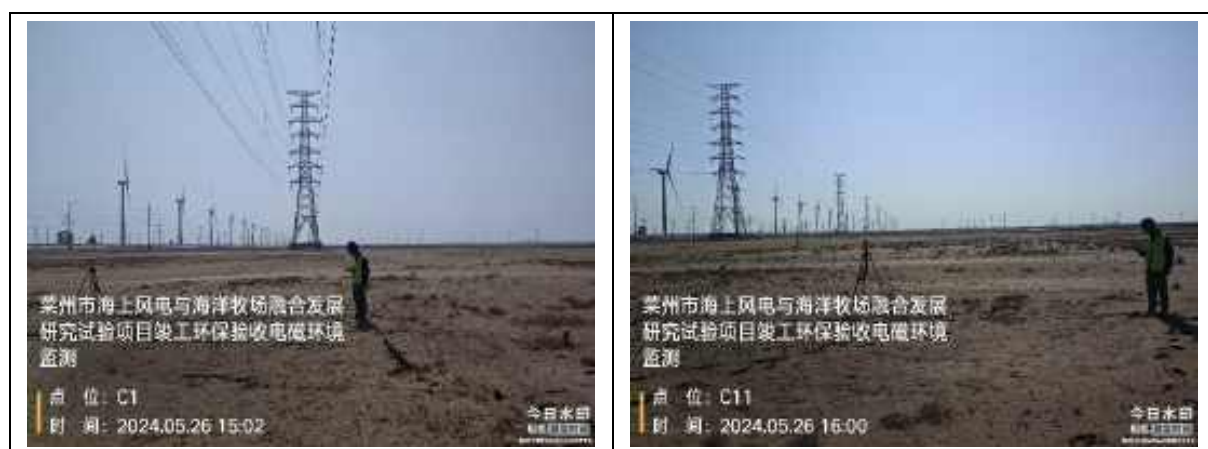 莱州市海上风电与海洋牧场融合发展
研究试验项目竣工环保验收电磁环境
监测
点 位：C1
时 间：2024.05.26 15:02
今日水印
莱州市海上风电与海洋牧场融合发展
研究试验项目竣工环保验收电磁环境
监测
点 位：C11
时 间：2024.05.26 16:00
今日水印